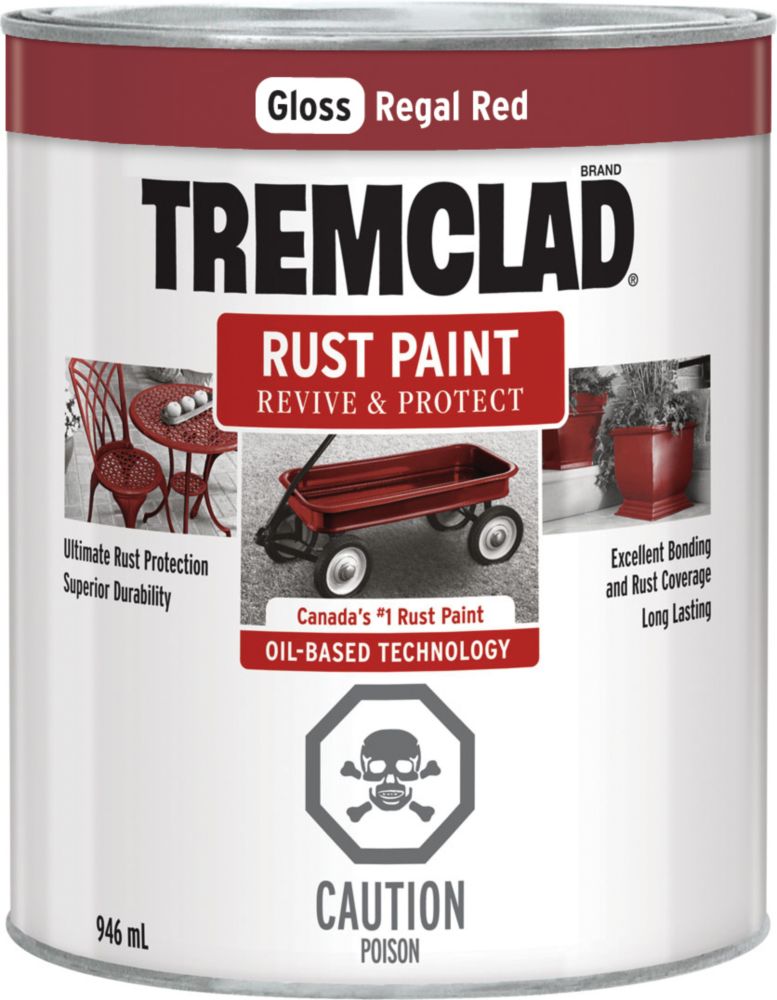 Gloss Regal Red
BRAND
TREMCLAD®
RUST PAINT
REVIVE & PROTECT
Ultimate Rust Protection
Superior Durability
Excellent Bonding
and Rust Coverage
Long Lasting
Canada's #1 Rust Paint
OIL-BASED TECHNOLOGY
CAUTION
POISON
946 mL